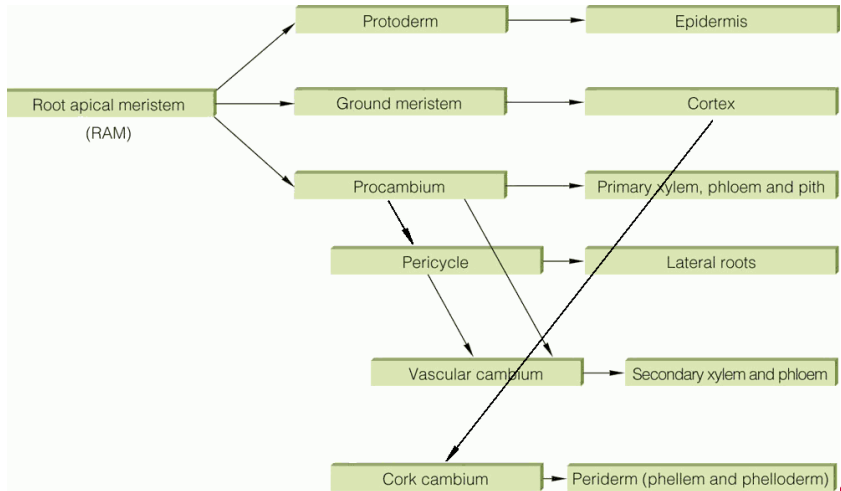 Protoderm
Epidermis
Root apical meristem
(RAM)
Ground meristem
Cortex
Procambium
Primary xylem, phloem and pith
Pericycle
Lateral roots
Vascular cambium
Secondary xylem and phloem
Cork cambium
Periderm (phellem and phelloderm)